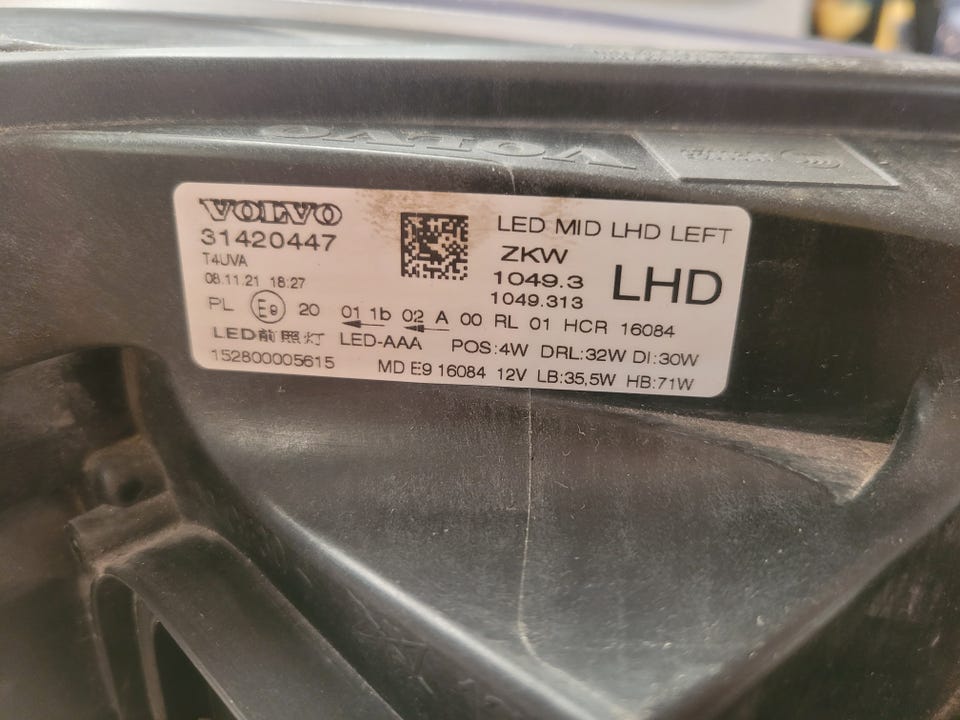 VOLVO
31420447
T4UVA
08.11.21 18:27
LED MID LHD LEFT
ZKW
1049.3
1049.313
LHD
PL E9 20 01 1b 02 A 00 RL 01 HCR 16084
LED前照灯 LED-AAA POS:4W DRL:32W DI:30W
152800005615 MD E9 16084 12V LB:35,5W HB:71W
VOLVO